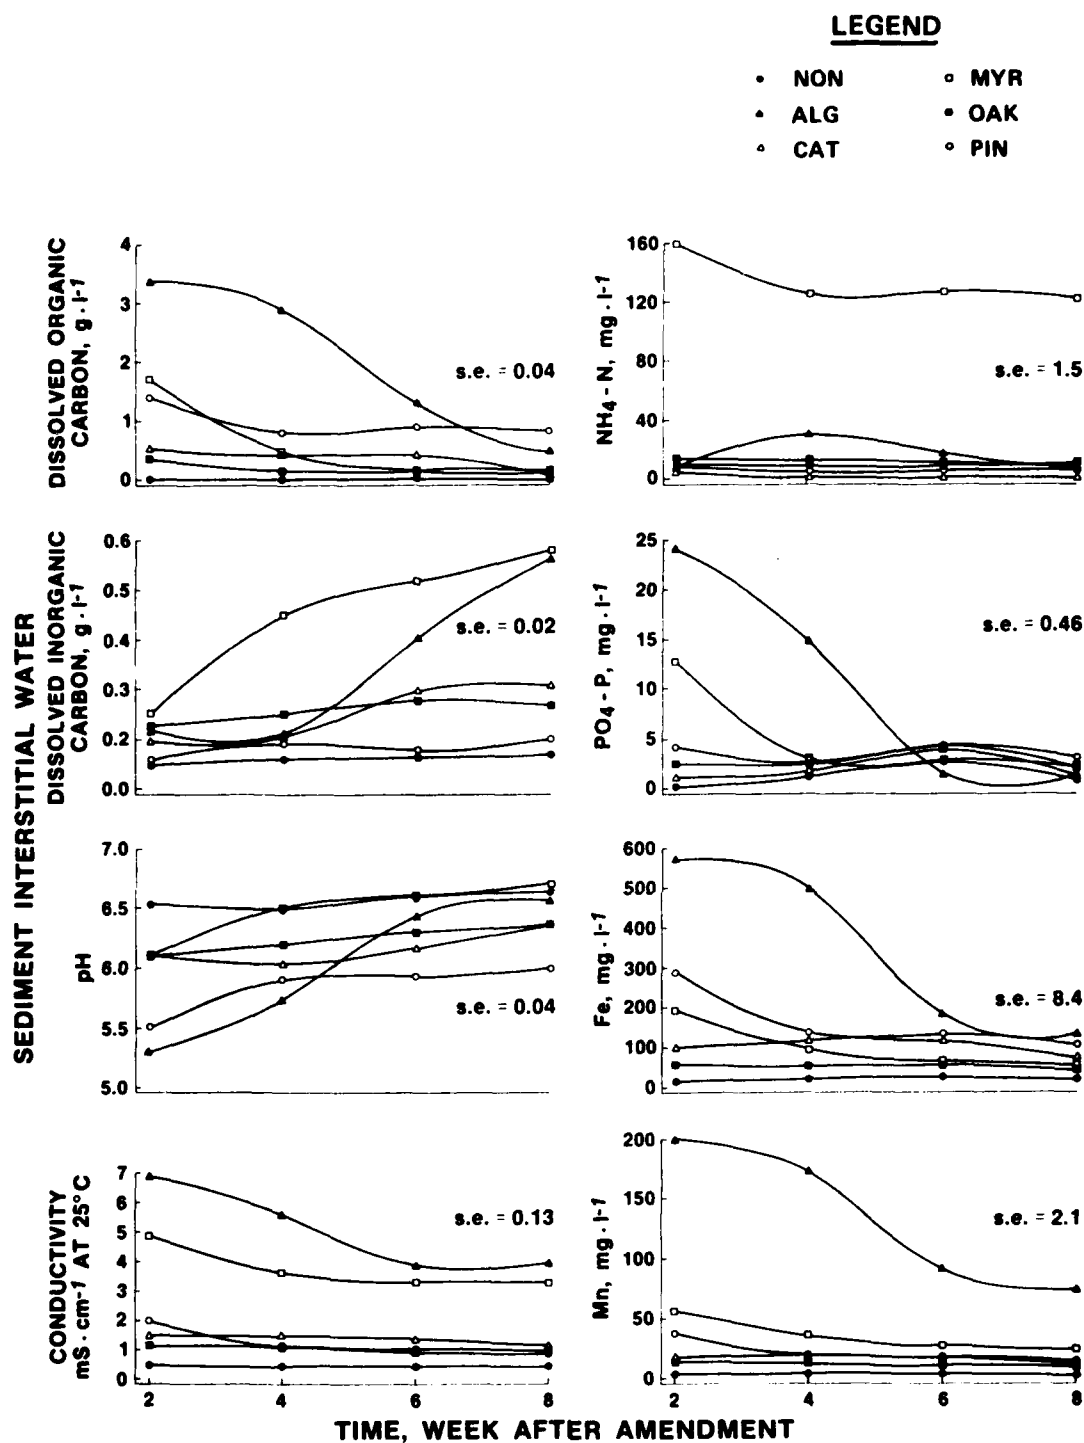 LEGEND
NON
MYR
ALG
OAK
CAT
PIN
SEDIMENT INTERSTITIAL WATER
DISSOLVED ORGANIC
CARBON, g · l-1
4
3
2
1
0
s.e. = 0.04
NH4 - N, mg · l-1
160
120
80
40
0
s.e. = 1.5
DISSOLVED INORGANIC
CARBON, g · l-1
0.6
0.5
0.4
0.3
0.2
0.0
s.e. = 0.02
PO4 - P, mg · l-1
25
20
15
10
5
0
s.e. = 0.46
pH
7.0
6.5
6.0
5.5
5.0
s.e. = 0.04
Fe, mg · l-1
600
500
400
300
200
100
0
s.e. = 8.4
CONDUCTIVITY
mS · cm-1 AT 25°C
7
6
5
4
3
2
1
0
s.e. = 0.13
2 4 6 8
Mn, mg · l-1
200
150
100
50
0
s.e. = 2.1
2 4 6 8
TIME, WEEK AFTER AMENDMENT